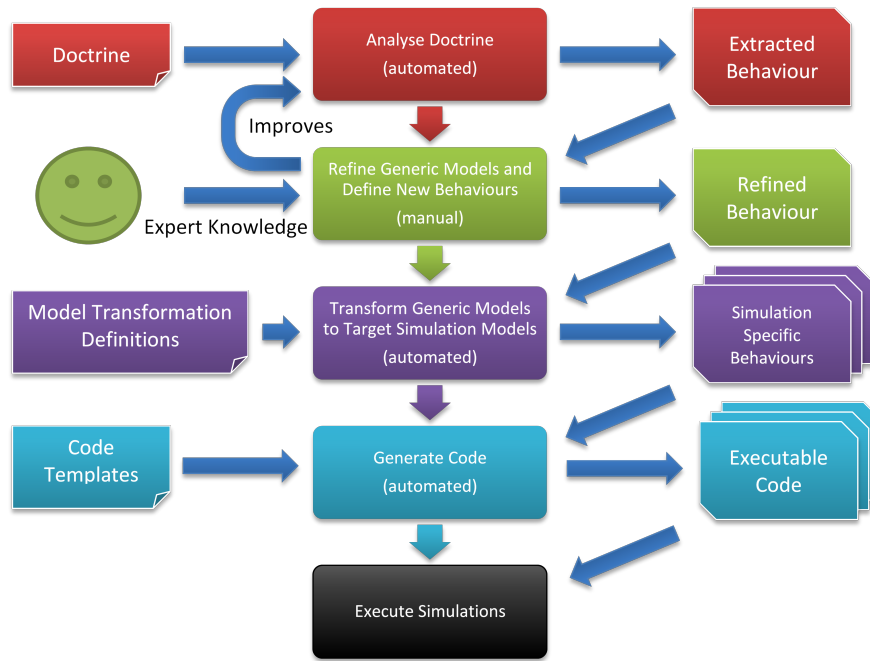 Doctrine
Analyse Doctrine
(automated)
Extracted
Behaviour
Improves
Expert Knowledge
Refine Generic Models and
Define New Behaviours
(manual)
Refined
Behaviour
Model Transformation
Definitions
Transform Generic Models
to Target Simulation Models
(automated)
Simulation
Specific
Behaviours
Code
Templates
Generate Code
(automated)
Executable
Code
Execute Simulations